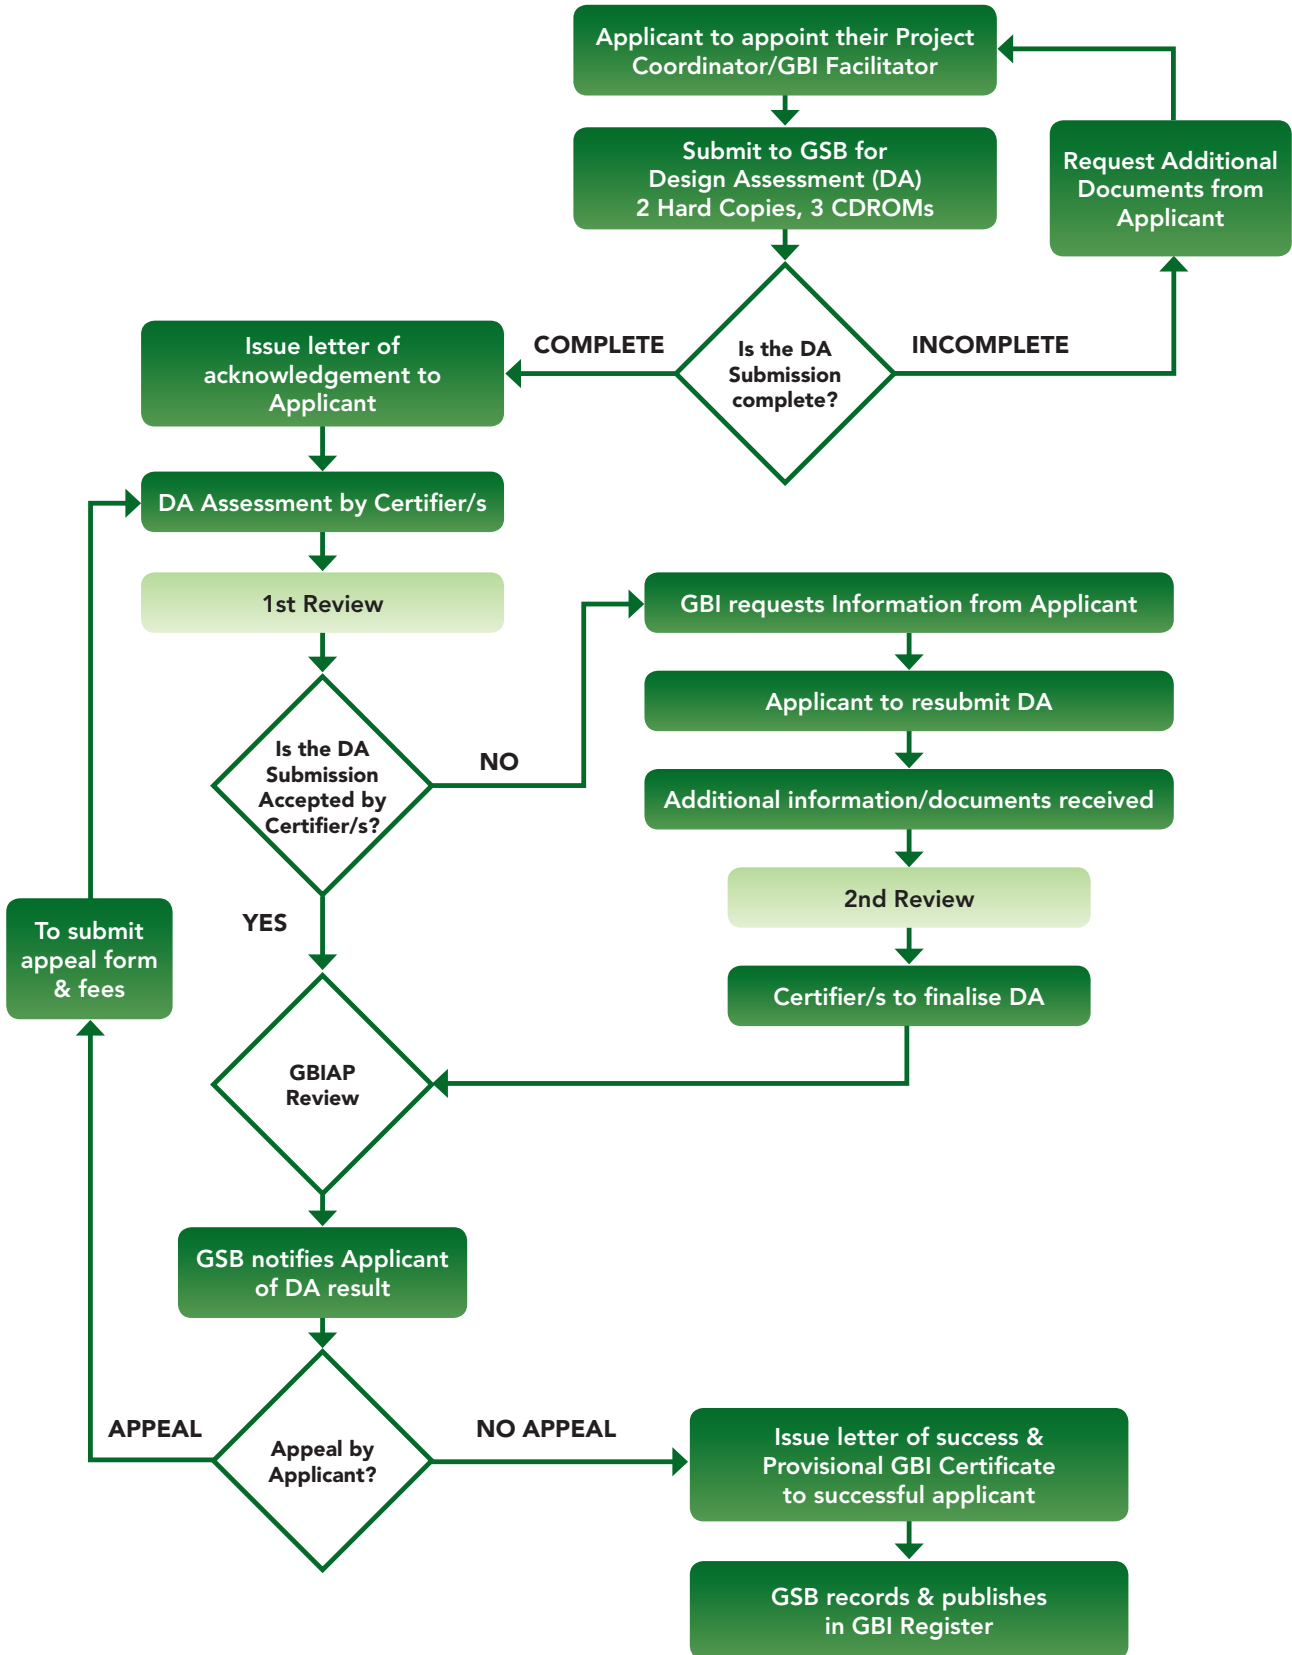 Applicant to appoint their Project
Coordinator/GBI Facilitator
Submit to GSB for
Design Assessment (DA)
2 Hard Copies, 3 CDROMs
Request Additional
Documents from
Applicant
Is the DA
Submission
complete?
COMPLETE
INCOMPLETE
Issue letter of
acknowledgement to
Applicant
DA Assessment by Certifier/s
1st Review
Is the DA
Submission
Accepted by
Certifier/s?
NO
YES
GBI requests Information from Applicant
Applicant to resubmit DA
Additional information/documents received
2nd Review
Certifier/s to finalise DA
To submit
appeal form
& fees
GBIAP
Review
GSB notifies Applicant
of DA result
Appeal by
Applicant?
APPEAL
NO APPEAL
Issue letter of success &
Provisional GBI Certificate
to successful applicant
GSB records & publishes
in GBI Register